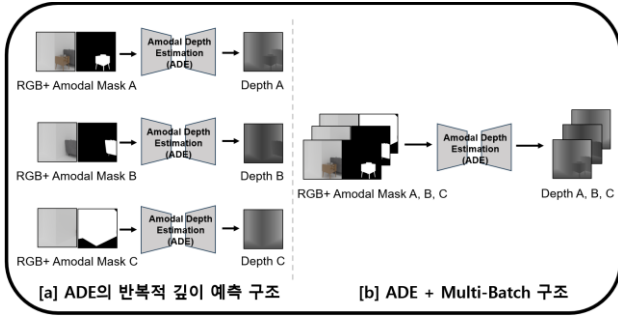 Amodal Depth
Estimation
(ADE)
RGB+ Amodal Mask A
Depth A
Amodal Depth
Estimation
(ADE)
RGB+ Amodal Mask B
Depth B
Amodal Depth
Estimation
(ADE)
RGB+ Amodal Mask C
Depth C
[a] ADE의 반복적 깊이 예측 구조
Amodal Depth
Estimation
(ADE)
RGB+ Amodal Mask A, B, C
Depth A, B, C
[b] ADE + Multi-Batch 구조